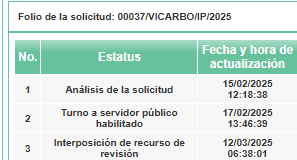 Folio de la solicitud: 00037/VICARBO/IP/2025
No. Estatus Fecha y hora de actualización
1 Análisis de la solicitud 15/02/2025 12:18:38
2 Turno a servidor público habilitado 17/02/2025 13:46:39
3 Interposición de recurso de revisión 12/03/2025 06:38:01